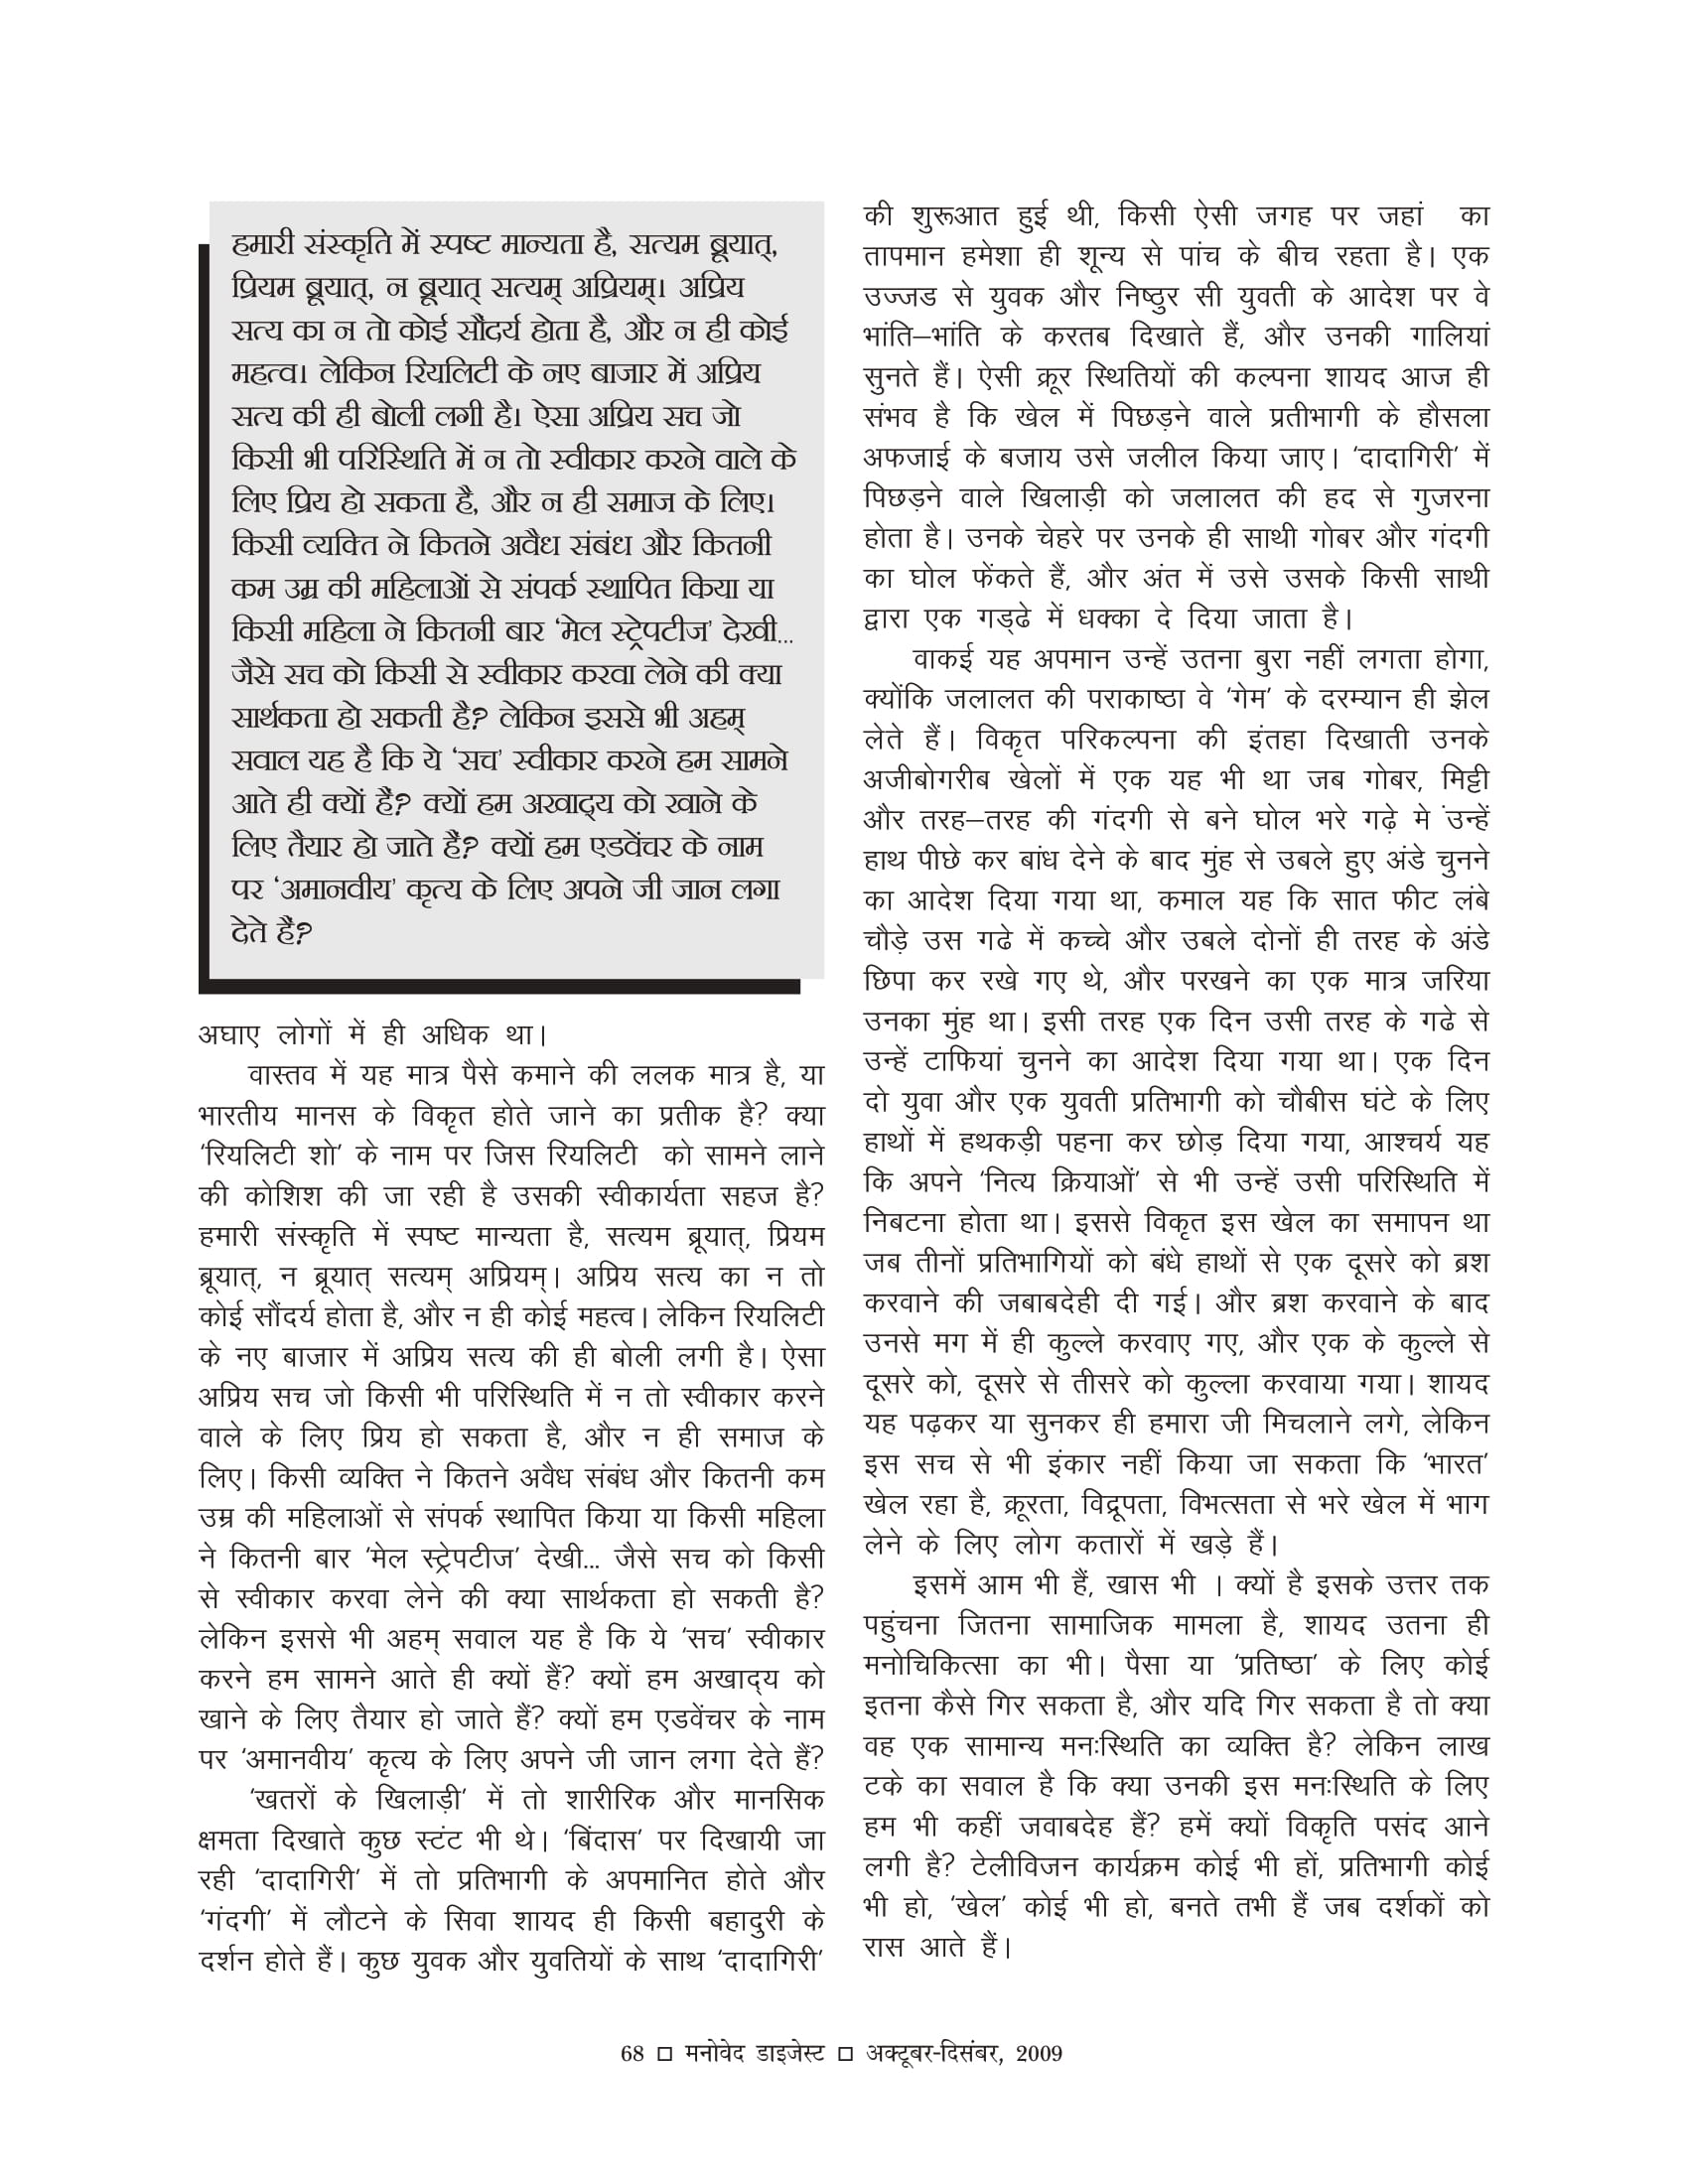 हमारी संस्कृति में स्पष्ट मान्यता है, सत्यम ब्रूयात्,
प्रियम ब्रूयात्, न ब्रूयात् सत्यम् अप्रियम्। अप्रिय
सत्य का न तो कोई सौंदर्य होता है, और न ही कोई
महत्व। लेकिन रियलिटी के नए बाजार में अप्रिय
सत्य की ही बोली लगी है। ऐसा अप्रिय सच जो
किसी भी परिस्थिति में न तो स्वीकार करने वाले के
लिए प्रिय हो सकता है, और न ही समाज के लिए।
किसी व्यक्ति ने कितने अवैध संबंध और कितनी
कम उम्र की महिलाओं से संपर्क स्थापित किया या
किसी महिला ने कितनी बार ‘मेल स्ट्रेपटीज’ देखी...
जैसे सच को किसी से स्वीकार करवा लेने की क्या
सार्थकता हो सकती है? लेकिन इससे भी अहम्
सवाल यह है कि ये ‘सच’ स्वीकार करने हम सामने
आते ही क्यों हैं? क्यों हम अखाद्य को खाने के
लिए तैयार हो जाते हैं? क्यों हम एडवेंचर के नाम
पर ‘अमानवीय’ कृत्य के लिए अपने जी जान लगा
देते हैं?
अघाए लोगों में ही अधिक था।
वास्तव में यह मात्र पैसे कमाने की ललक मात्र है, या
भारतीय मानस के विकृत होते जाने का प्रतीक है? क्या
‘रियलिटी शो’ के नाम पर जिस रियलिटी को सामने लाने
की कोशिश की जा रही है उसकी स्वीकार्यता सहज है?
हमारी संस्कृति में स्पष्ट मान्यता है, सत्यम ब्रूयात्, प्रियम
ब्रूयात्, न ब्रूयात् सत्यम् अप्रियम्। अप्रिय सत्य का न तो
कोई सौंदर्य होता है, और न ही कोई महत्व। लेकिन रियलिटी
के नए बाजार में अप्रिय सत्य की ही बोली लगी है। ऐसा
अप्रिय सच जो किसी भी परिस्थिति में न तो स्वीकार करने
वाले के लिए प्रिय हो सकता है, और न ही समाज के
लिए। किसी व्यक्ति ने कितने अवैध संबंध और कितनी कम
उम्र की महिलाओं से संपर्क स्थापित किया या किसी महिला
ने कितनी बार ‘मेल स्ट्रेपटीज’ देखी... जैसे सच को किसी
से स्वीकार करवा लेने की क्या सार्थकता हो सकती है?
लेकिन इससे भी अहम् सवाल यह है कि ये ‘सच’ स्वीकार
करने हम सामने आते ही क्यों हैं? क्यों हम अखाद्य को
खाने के लिए तैयार हो जाते हैं? क्यों हम एडवेंचर के नाम
पर ‘अमानवीय’ कृत्य के लिए अपने जी जान लगा देते हैं?
‘खतरों के खिलाड़ी’ में तो शारीरिक और मानसिक
क्षमता दिखाते कुछ स्टंट भी थे। ‘बिंदास’ पर दिखायी जा
रही ‘दादागिरी’ में तो प्रतिभागी के अपमानित होते और
‘गंदगी’ में लौटने के सिवा शायद ही किसी बहादुरी के
दर्शन होते हैं। कुछ युवक और युवतियों के साथ ‘दादागिरी’
की शुरूआत हुई थी, किसी ऐसी जगह पर जहां का
तापमान हमेशा ही शून्य से पांच के बीच रहता है। एक
उज्जड से युवक और निष्ठुर सी युवती के आदेश पर वे
भांति–भांति के करतब दिखाते हैं, और उनकी गालियां
सुनते हैं। ऐसी क्रूर स्थितियों की कल्पना शायद आज ही
संभव है कि खेल में पिछड़ने वाले प्रतीभागी के हौसला
अफजाई के बजाय उसे जलील किया जाए। ‘दादागिरी’ में
पिछड़ने वाले खिलाड़ी को जलालत की हद से गुजरना
होता है। उनके चेहरे पर उनके ही साथी गोबर और गंदगी
का घोल फेंकते हैं, और अंत में उसे उसके किसी साथी
द्वारा एक गड्ढे में धक्का दे दिया जाता है।
वाकई यह अपमान उन्हें उतना बुरा नहीं लगता होगा,
क्योंकि जलालत की पराकाष्ठा वे ‘गेम’ के दरम्यान ही झेल
लेते हैं। विकृत परिकल्पना की इंतहा दिखाती उनके
अजीबोगरीब खेलों में एक यह भी था जब गोबर, मिट्टी
और तरह–तरह की गंदगी से बने घोल भरे गढ़े मे ंउन्हें
हाथ पीछे कर बांध देने के बाद मुंह से उबले हुए अंडे चुनने
का आदेश दिया गया था, कमाल यह कि सात फीट लंबे
चौड़े उस गढे में कच्चे और उबले दोनों ही तरह के अंडे
छिपा कर रखे गए थे, और परखने का एक मात्र जरिया
उनका मुंह था। इसी तरह एक दिन उसी तरह के गढे से
उन्हें टाफियां चुनने का आदेश दिया गया था। एक दिन
दो युवा और एक युवती प्रतिभागी को चौबीस घंटे के लिए
हाथों में हथकड़ी पहना कर छोड़ दिया गया, आश्चर्य यह
कि अपने ‘नित्य क्रियाओं’ से भी उन्हें उसी परिस्थिति में
निबटना होता था। इससे विकृत इस खेल का समापन था
जब तीनों प्रतिभागियों को बंधे हाथों से एक दूसरे को ब्रश
करवाने की जबाबदेही दी गई। और ब्रश करवाने के बाद
उनसे मग में ही कुल्ले करवाए गए, और एक के कुल्ले से
दूसरे को, दूसरे से तीसरे को कुल्ला करवाया गया। शायद
यह पढ़कर या सुनकर ही हमारा जी मिचलाने लगे, लेकिन
इस सच से भी इंकार नहीं किया जा सकता कि ‘भारत’
खेल रहा है, क्रूरता, विद्रूपता, विभत्सता से भरे खेल में भाग
लेने के लिए लोग कतारों में खड़े हैं।
इसमें आम भी हैं, खास भी । क्यों है इसके उत्तर तक
पहुंचना जितना सामाजिक मामला है, शायद उतना ही
मनोचिकित्सा का भी। पैसा या ‘प्रतिष्ठा’ के लिए कोई
इतना कैसे गिर सकता है, और यदि गिर सकता है तो क्या
वह एक सामान्य मनःस्थिति का व्यक्ति है? लेकिन लाख
टके का सवाल है कि क्या उनकी इस मनःस्थिति के लिए
हम भी कहीं जवाबदेह हैं? हमें क्यों विकृति पसंद आने
लगी है? टेलीविजन कार्यक्रम कोई भी हों, प्रतिभागी कोई
भी हो, ‘खेल’ कोई भी हो, बनते तभी हैं जब दर्शकों को
रास आते हैं।
68 □ मनोवेद डाइजेस्ट □ अक्टूबर-दिसंबर, 2009